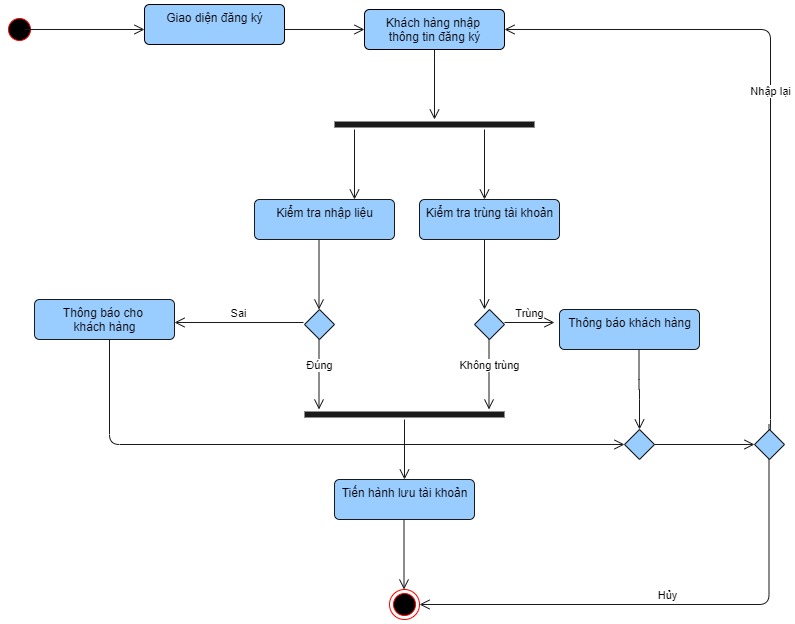 Giao diện đăng ký
Khách hàng nhập
thông tin đăng ký
Nhập lại
Kiểm tra nhập liệu
Kiểm tra trùng tài khoản
Thông báo cho
khách hàng
Sai
Trùng
Thông báo khách hàng
Đúng
Không trùng
Tiến hành lưu tài khoản
Hủy